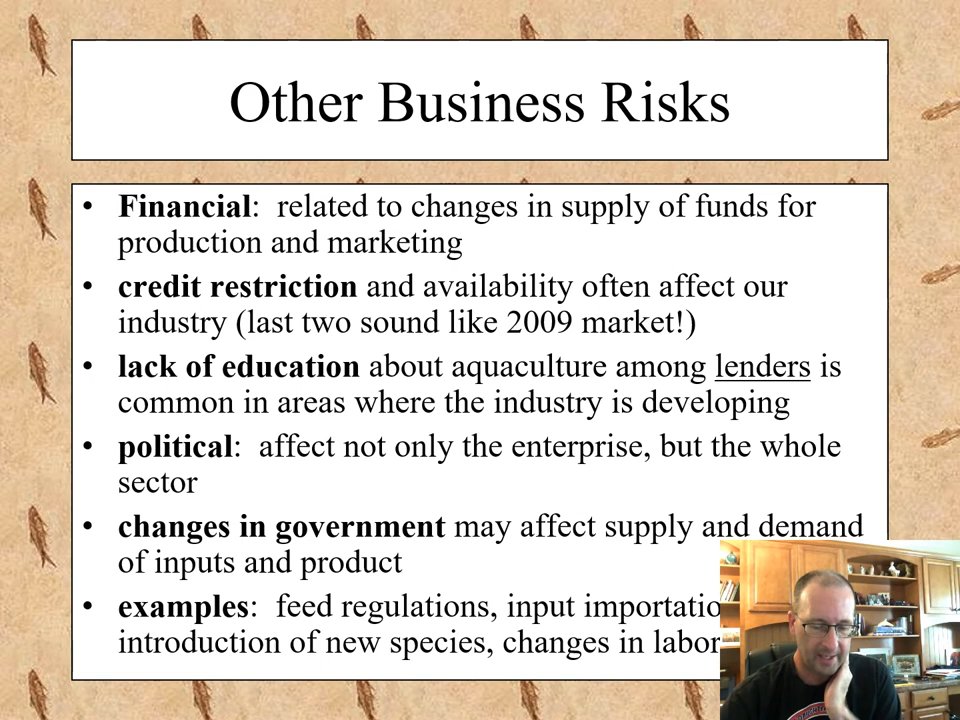 Other Business Risks
• Financial:  related to changes in supply of funds for
production and marketing
• credit restriction and availability often affect our
industry (last two sound like 2009 market!)
• lack of education about aquaculture among lenders is
common in areas where the industry is developing
• political:  affect not only the enterprise, but the whole
sector
• changes in government may affect supply and demand
of inputs and product
• examples:  feed regulations, input
introduction of new species, changes in labor